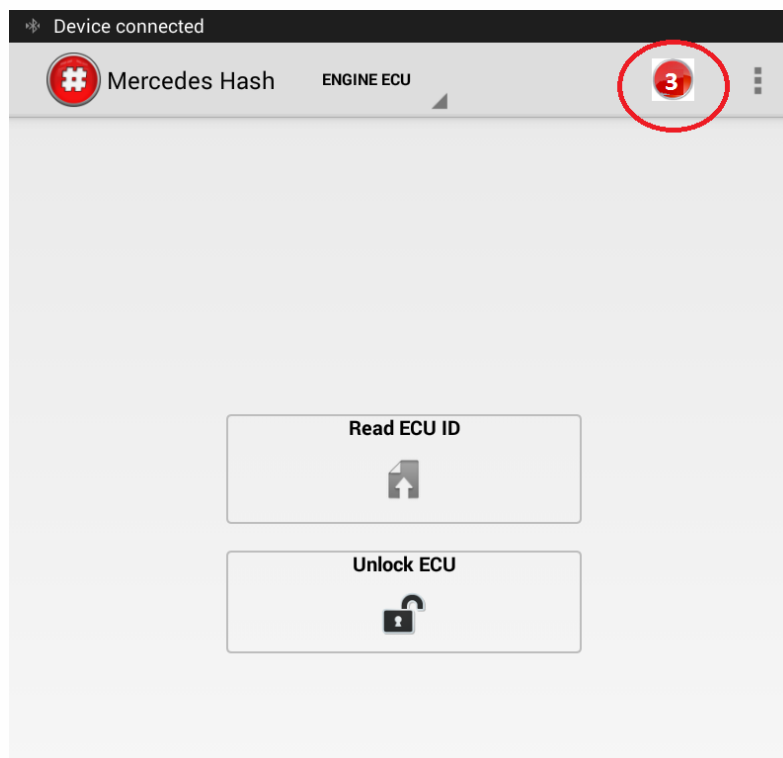 Device connected
# Mercedes Hash ENGINE ECU 3
Read ECU ID
Unlock ECU